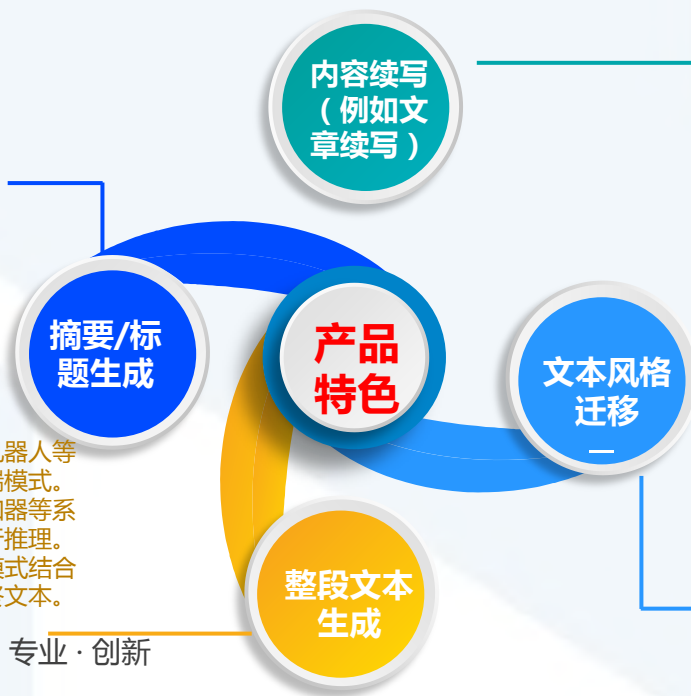 内容续写
（例如文
章续写）
摘要/标
题生成
产品
特色
文本风格
迁移
器人等
模式。
器等系
推理。
式结合
文本。
整段文本
生成
专业 · 创新